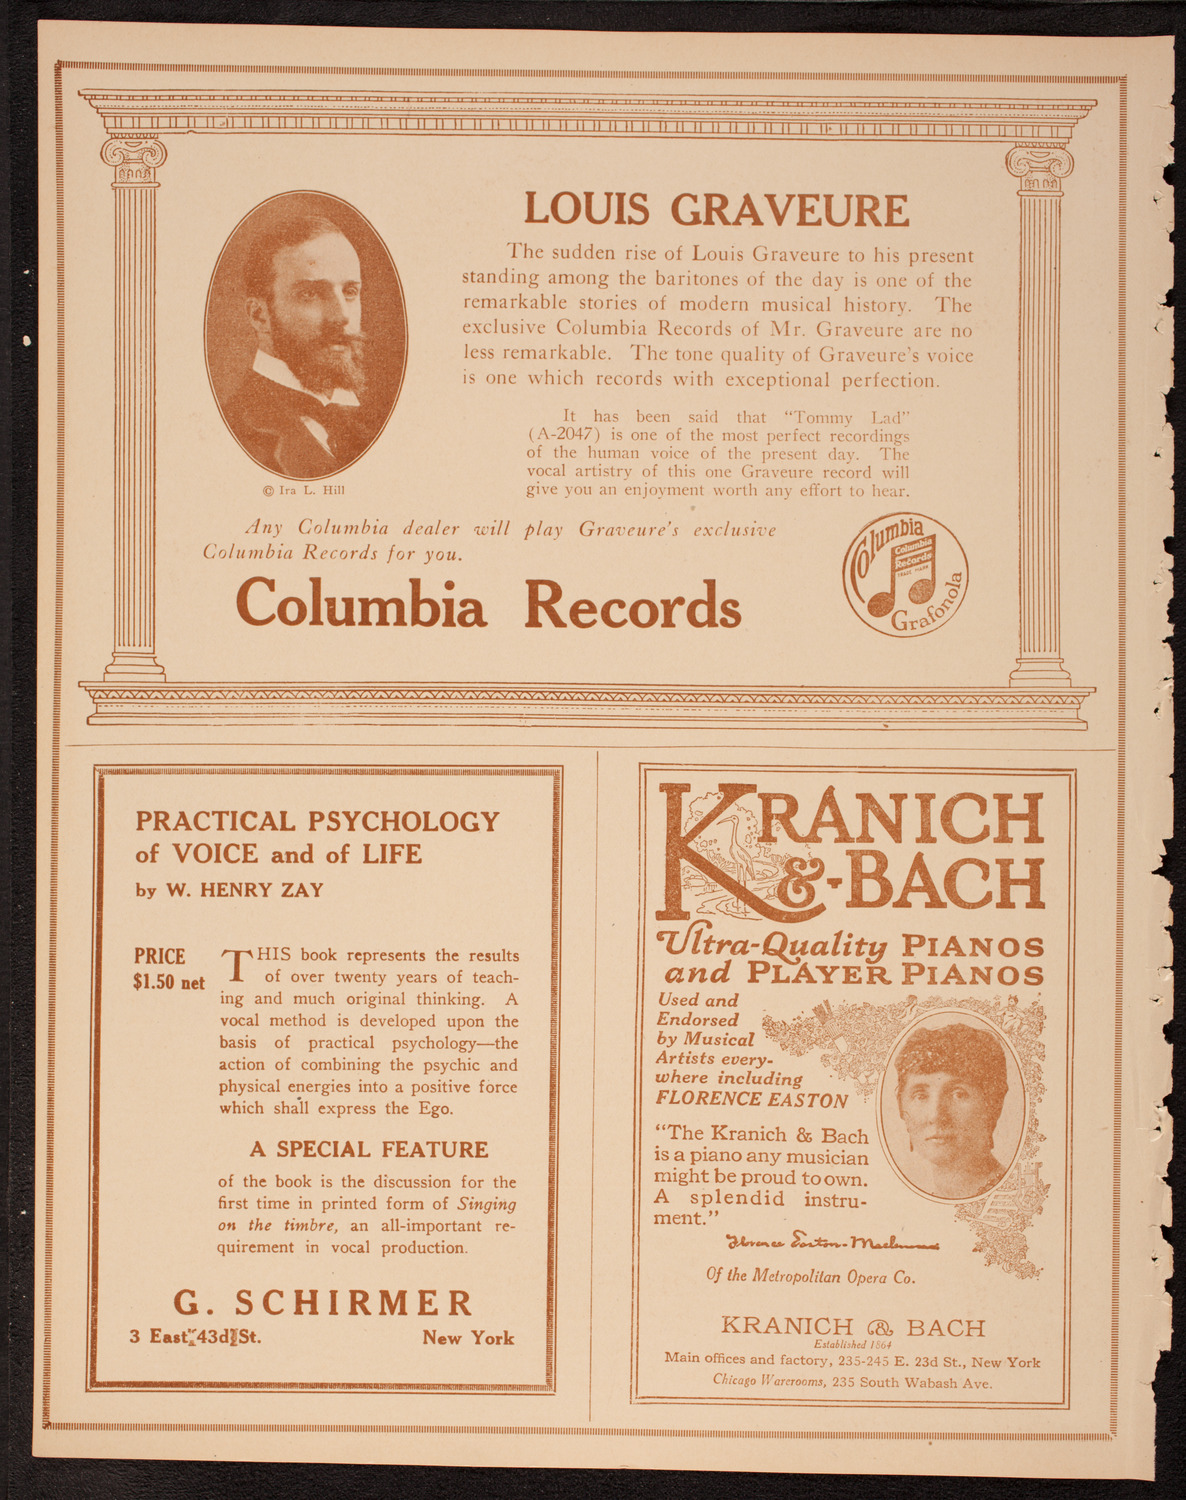 LOUIS GRAVEURE
The sudden rise of Louis Graveure to his present
standing among the baritones of the day is one of the
remarkable stories of modern musical history. The
exclusive Columbia Records of Mr. Graveure are no
less remarkable. The tone quality of Graveure's voice
is one which records with exceptional perfection.
It has been said that "Tommy Lad"
(A-2047) is one of the most perfect recordings
of the human voice of the present day. The
vocal artistry of this one Graveure record will
give you an enjoyment worth any effort to hear.
© Ira L. Hill
Any Columbia dealer will play Graveure's exclusive
Columbia Records for you.
Columbia Records
Columbia
Columbia
Records
TRADE MARK
Grafonola
PRACTICAL PSYCHOLOGY
of VOICE and of LIFE
by W. HENRY ZAY
PRICE
$1.50 net
THIS book represents the results
of over twenty years of teach-
ing and much original thinking. A
vocal method is developed upon the
basis of practical psychology—the
action of combining the psychic and
physical energies into a positive force
which shall express the Ego.
A SPECIAL FEATURE
of the book is the discussion for the
first time in printed form of Singing
on the timbre, an all-important re-
quirement in vocal production.
G. SCHIRMER
3 East 43d St. New York
KRANICH
&-BACH
Ultra-Quality PIANOS
and PLAYER PIANOS
Used and
Endorsed
by Musical
Artists every-
where including
FLORENCE EASTON
"The Kranich & Bach
is a piano any musician
might be proud to own.
A splendid instru-
ment."
Florence Easton-Maclennan
Of the Metropolitan Opera Co.
KRANICH & BACH
Established 1864
Main offices and factory, 235-245 E. 23d St., New York
Chicago Warerooms, 235 South Wabash Ave.